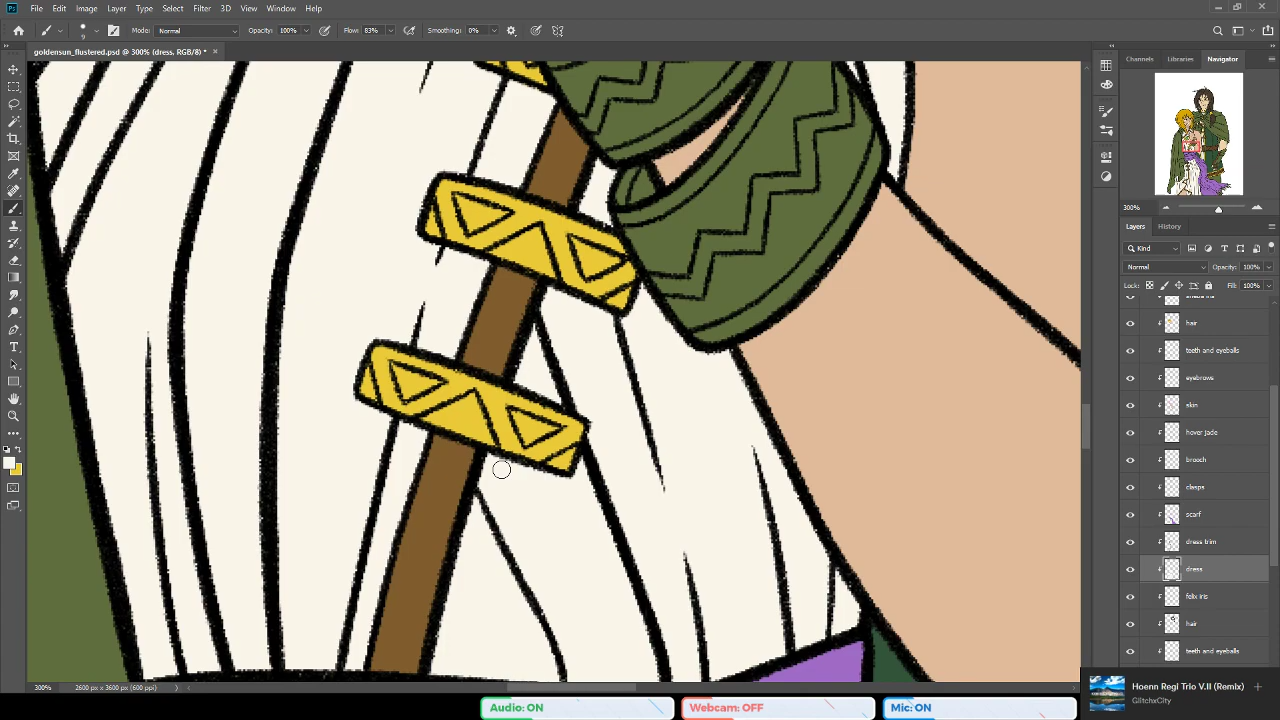 File Edit Image Layer Type Select Filter 3D View Window Help
9 Mode: Normal Opacity: 100% Flow: 83% Smoothing: 0%
goldensun_flustered.psd @ 300% (dress, RGB/8) * ×
Channels Libraries Navigator
300%
Layers History
Kind
Normal Opacity: 100%
Lock: Fill: 100%
hair
teeth and eyeballs
eyebrows
skin
hover jade
brooch
clasps
scarf
dress trim
dress
felix iris
hair
teeth and eyeballs
300% 2600 px x 3600 px (600 ppi)
Audio: ON Webcam: OFF Mic: ON
Hoenn Regi Trio V.II (Remix)
GlitchxCity